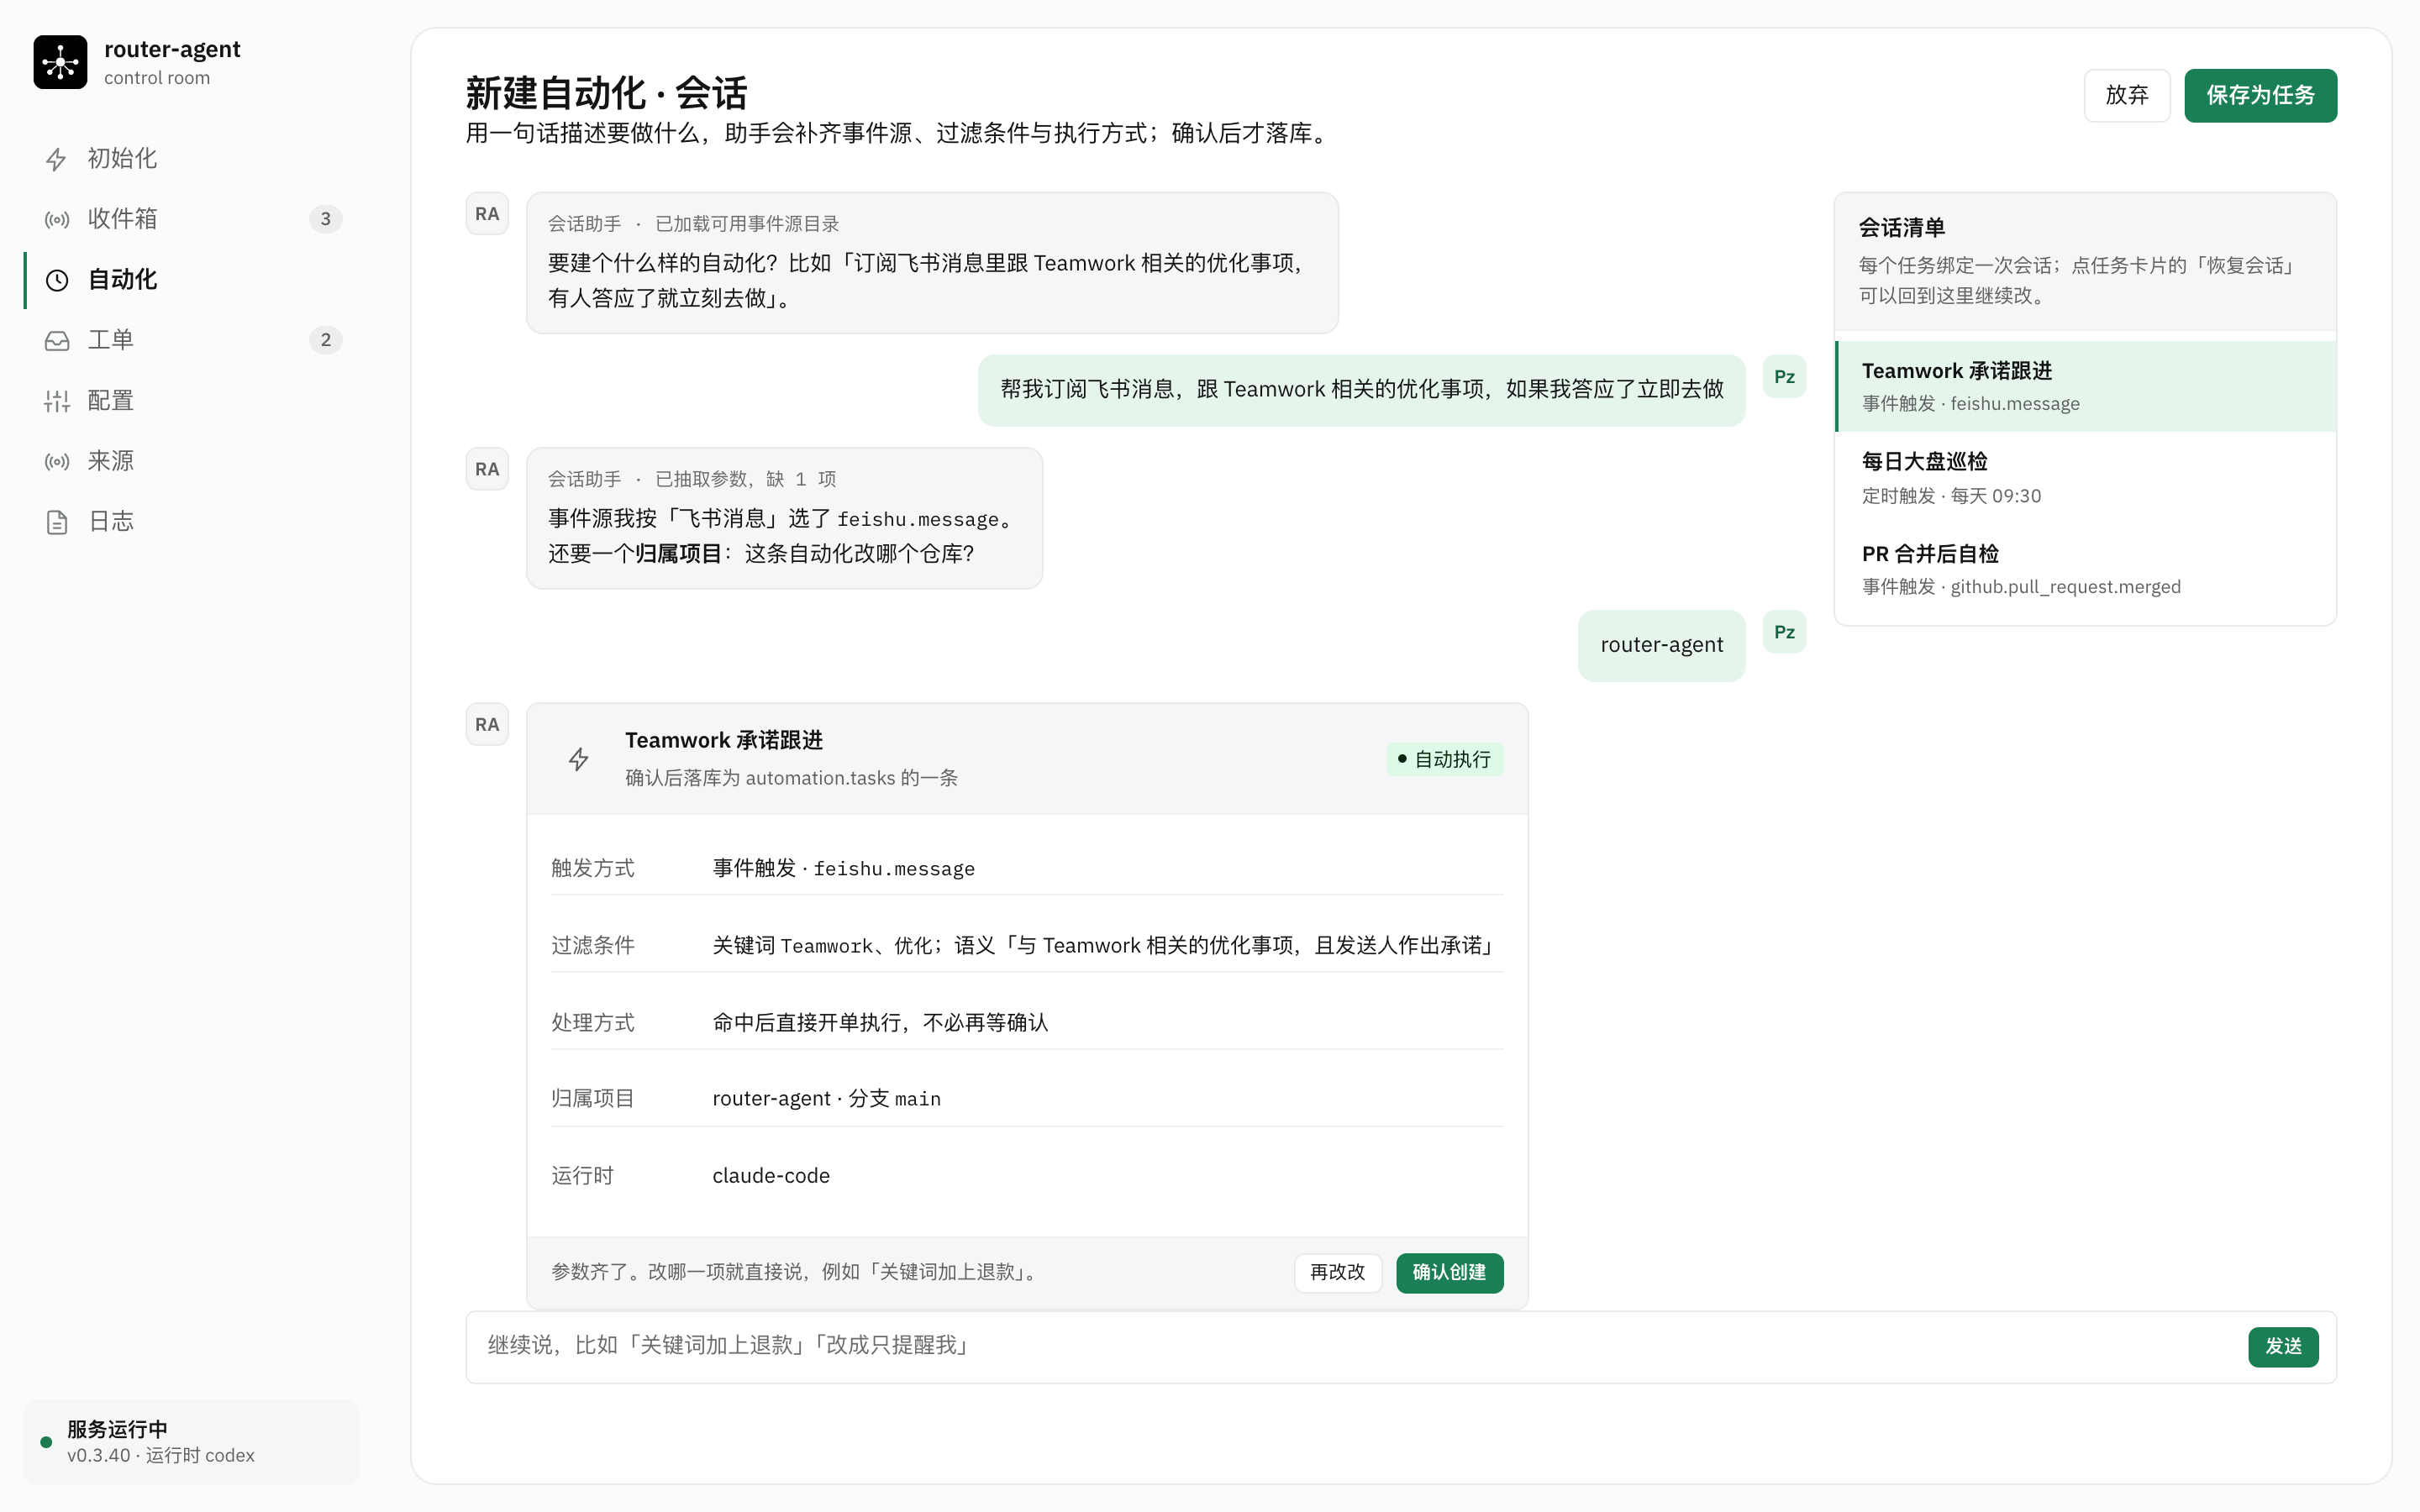 router-agent
control room
初始化
收件箱 3
自动化
工单 2
配置
来源
日志
服务运行中
v0.3.40 · 运行时 codex
新建自动化 · 会话
用一句话描述要做什么，助手会补齐事件源、过滤条件与执行方式；确认后才落库。
放弃
保存为任务
RA
会话助手 · 已加载可用事件源目录
要建个什么样的自动化？比如「订阅飞书消息里跟 Teamwork 相关的优化事项，
有人答应了就立刻去做」。
帮我订阅飞书消息，跟 Teamwork 相关的优化事项，如果我答应了立即去做
Pz
RA
会话助手 · 已抽取参数，缺 1 项
事件源我按「飞书消息」选了 feishu.message。
还要一个归属项目：这条自动化改哪个仓库？
router-agent
Pz
RA
Teamwork 承诺跟进
确认后落库为 automation.tasks 的一条
自动执行
触发方式 事件触发 · feishu.message
过滤条件 关键词 Teamwork、优化；语义「与 Teamwork 相关的优化事项，且发送人作出承诺」
处理方式 命中后直接开单执行，不必再等确认
归属项目 router-agent · 分支 main
运行时 claude-code
参数齐了。改哪一项就直接说，例如「关键词加上退款」。
再改改
确认创建
继续说，比如「关键词加上退款」「改成只提醒我」
发送
会话清单
每个任务绑定一次会话；点任务卡片的「恢复会话」
可以回到这里继续改。
Teamwork 承诺跟进
事件触发 · feishu.message
每日大盘巡检
定时触发 · 每天 09:30
PR 合并后自检
事件触发 · github.pull_request.merged